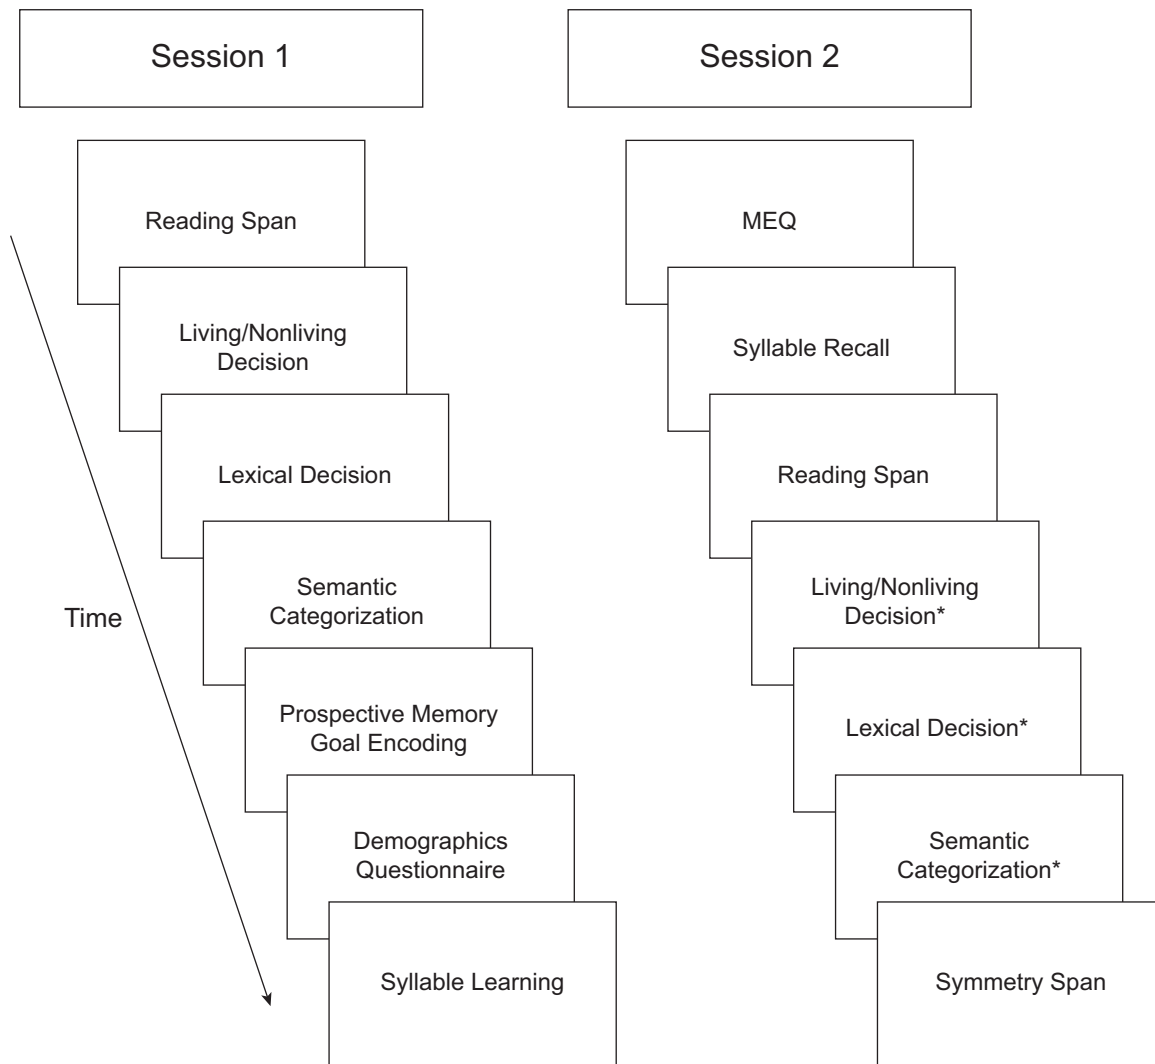 Session 1
Reading Span
Living/Nonliving
Decision
Lexical Decision
Semantic
Categorization
Time
Prospective Memory
Goal Encoding
Demographics
Questionnaire
Syllable Learning
Session 2
MEQ
Syllable Recall
Reading Span
Living/Nonliving
Decision*
Lexical Decision*
Semantic
Categorization*
Symmetry Span